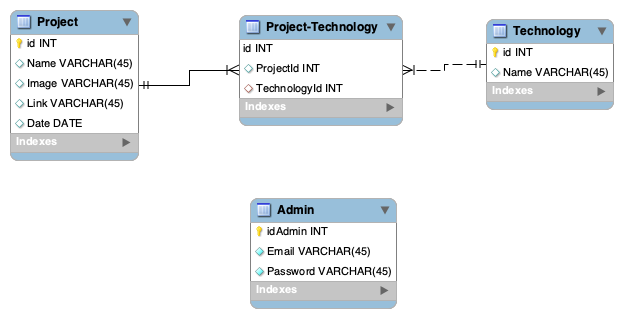 Project
id INT
Name VARCHAR(45)
Image VARCHAR(45)
Link VARCHAR(45)
Date DATE
Indexes
Project-Technology
id INT
ProjectId INT
TechnologyId INT
Indexes
Technology
id INT
Name VARCHAR(45)
Indexes
Admin
idAdmin INT
Email VARCHAR(45)
Password VARCHAR(45)
Indexes